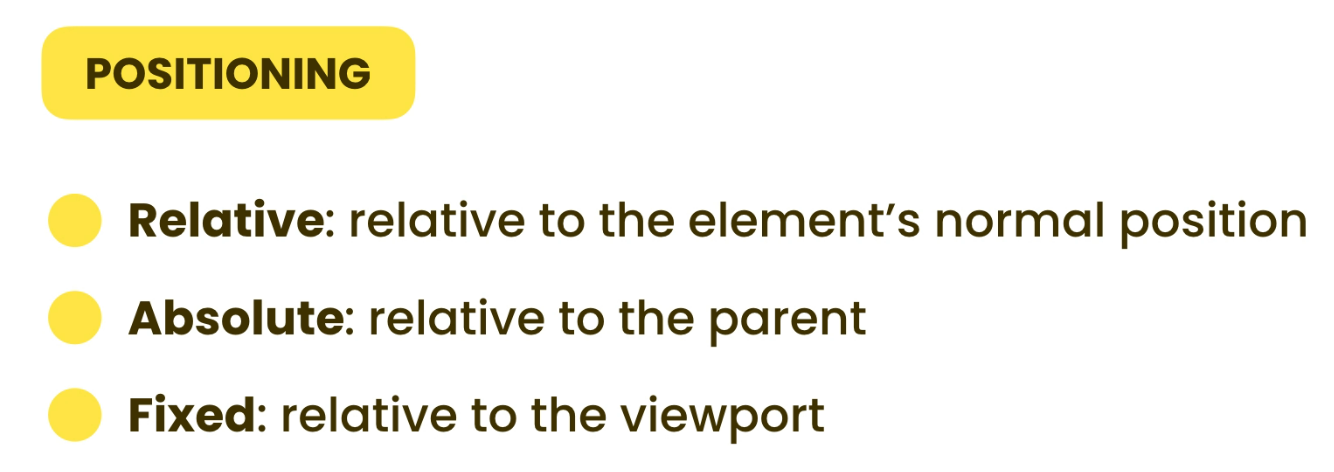 POSITIONING
Relative: relative to the element’s normal position
Absolute: relative to the parent
Fixed: relative to the viewport